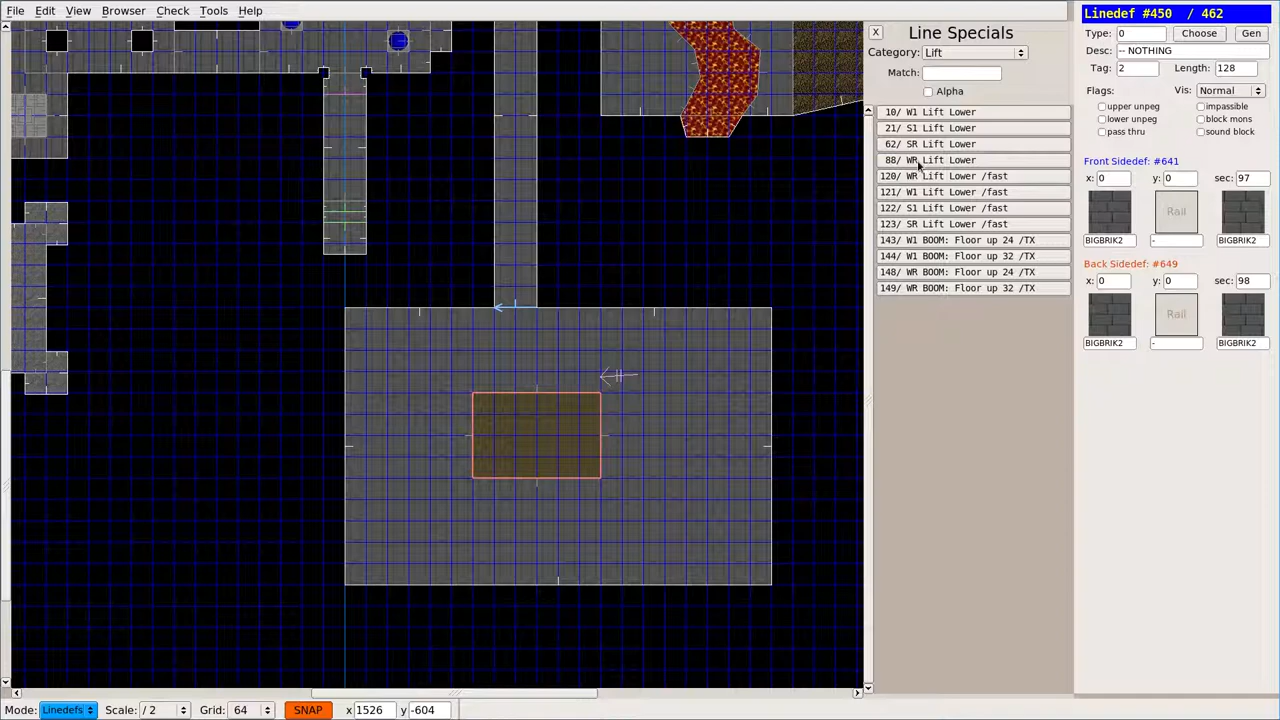 File Edit View Browser Check Tools Help
X Line Specials
Category: Lift
Match:
Alpha
10/ W1 Lift Lower
21/ S1 Lift Lower
62/ SR Lift Lower
88/ WR Lift Lower
120/ WR Lift Lower /fast
121/ W1 Lift Lower /fast
122/ S1 Lift Lower /fast
123/ SR Lift Lower /fast
143/ W1 BOOM: Floor up 24 /TX
144/ W1 BOOM: Floor up 32 /TX
148/ WR BOOM: Floor up 24 /TX
149/ WR BOOM: Floor up 32 /TX
Linedef #450 / 462
Type: 0 Choose Gen
Desc: -- NOTHING
Tag: 2 Length: 128
Flags: Vis: Normal
upper unpeg impassible
lower unpeg block mons
pass thru sound block
Front Sidedef: #641
x: 0 y: 0 sec: 97
Rail
BIGBRIK2 - BIGBRIK2
Back Sidedef: #649
x: 0 y: 0 sec: 98
Rail
BIGBRIK2 - BIGBRIK2
Mode: Linedefs Scale: / 2 Grid: 64 SNAP x 1526 y -604